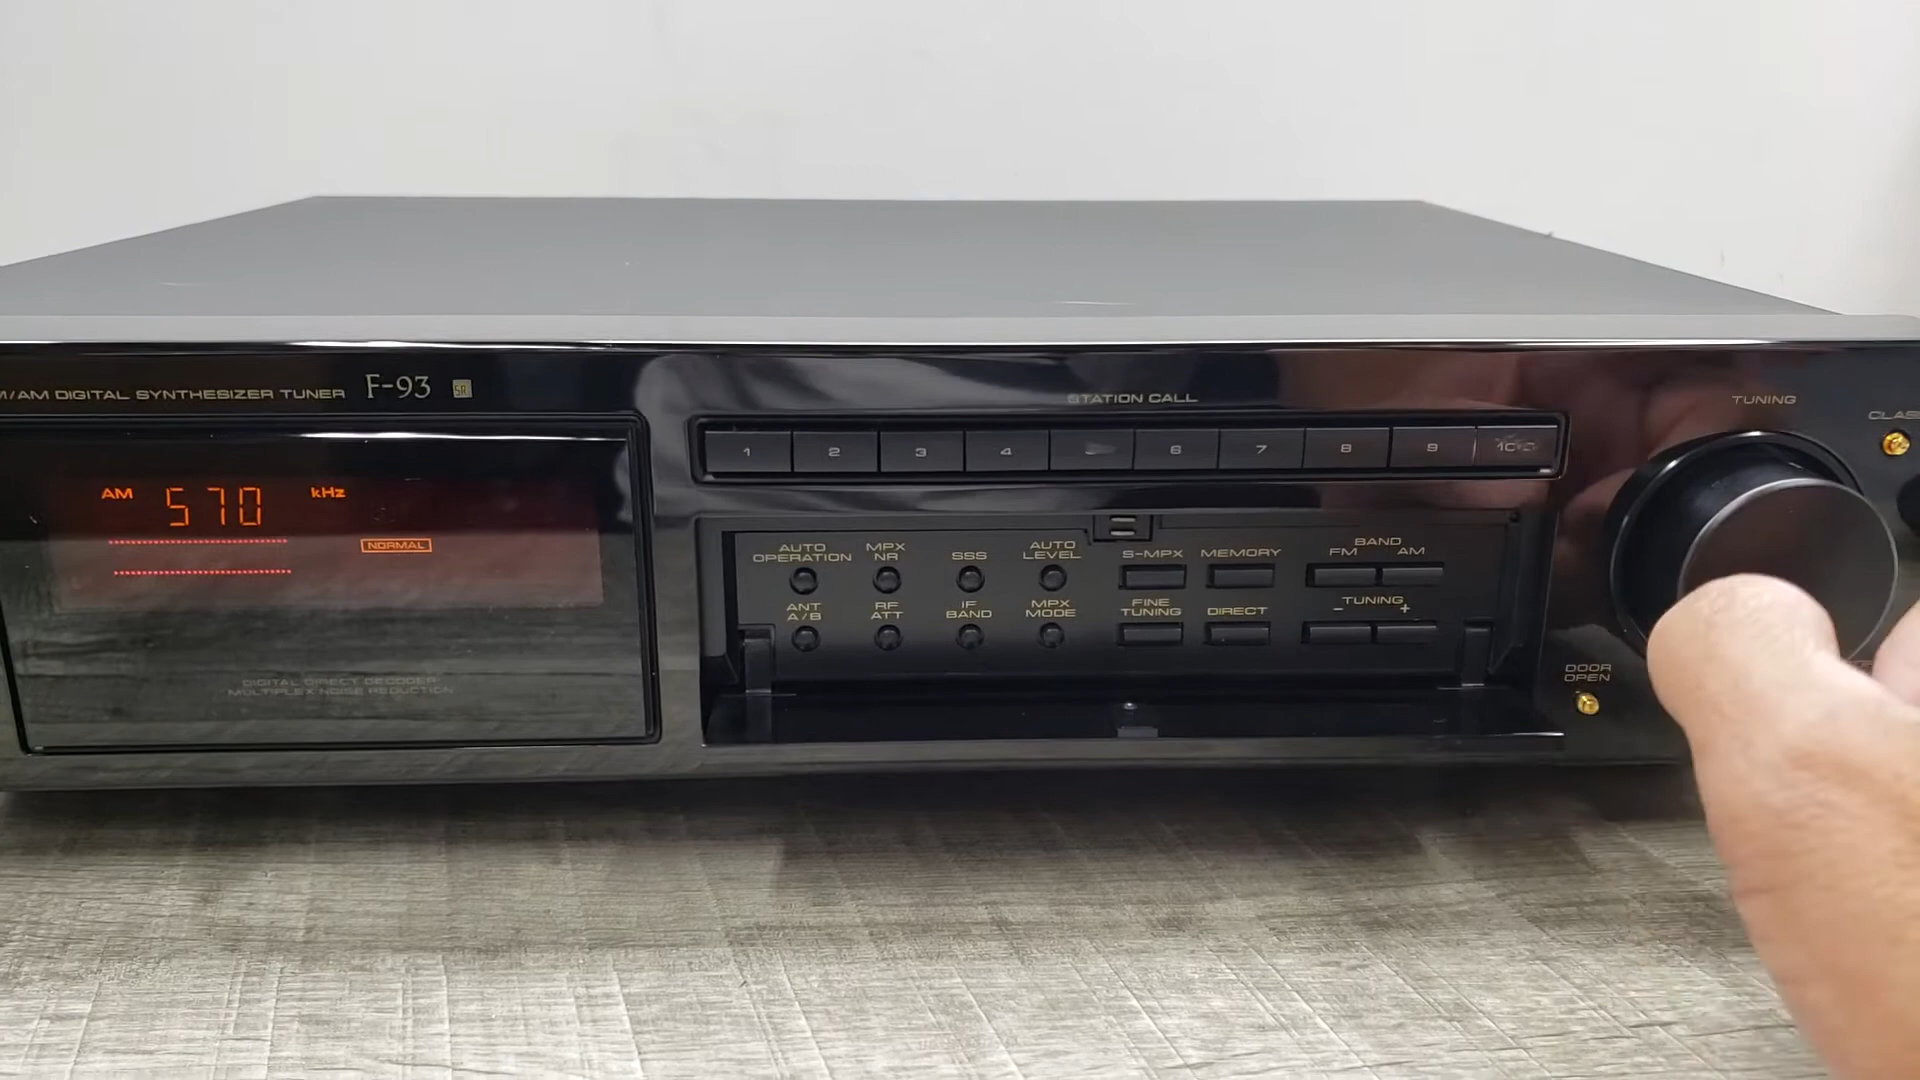 M/AM DIGITAL SYNTHESIZER TUNER F-93 SR
STATION CALL
TUNING
CLAS
1 2 3 4 6 7 8 9
AM 570 kHz
NORMAL
DIGITAL DIRECT DECODER
MULTIPLEX NOISE REDUCTION
AUTO OPERATION
MPX NR
SSS
AUTO LEVEL
S-MPX
MEMORY
BAND
FM AM
ANT A/B
RF ATT
IF BAND
MPX MODE
FINE TUNING
DIRECT
TUNING
- +
DOOR OPEN